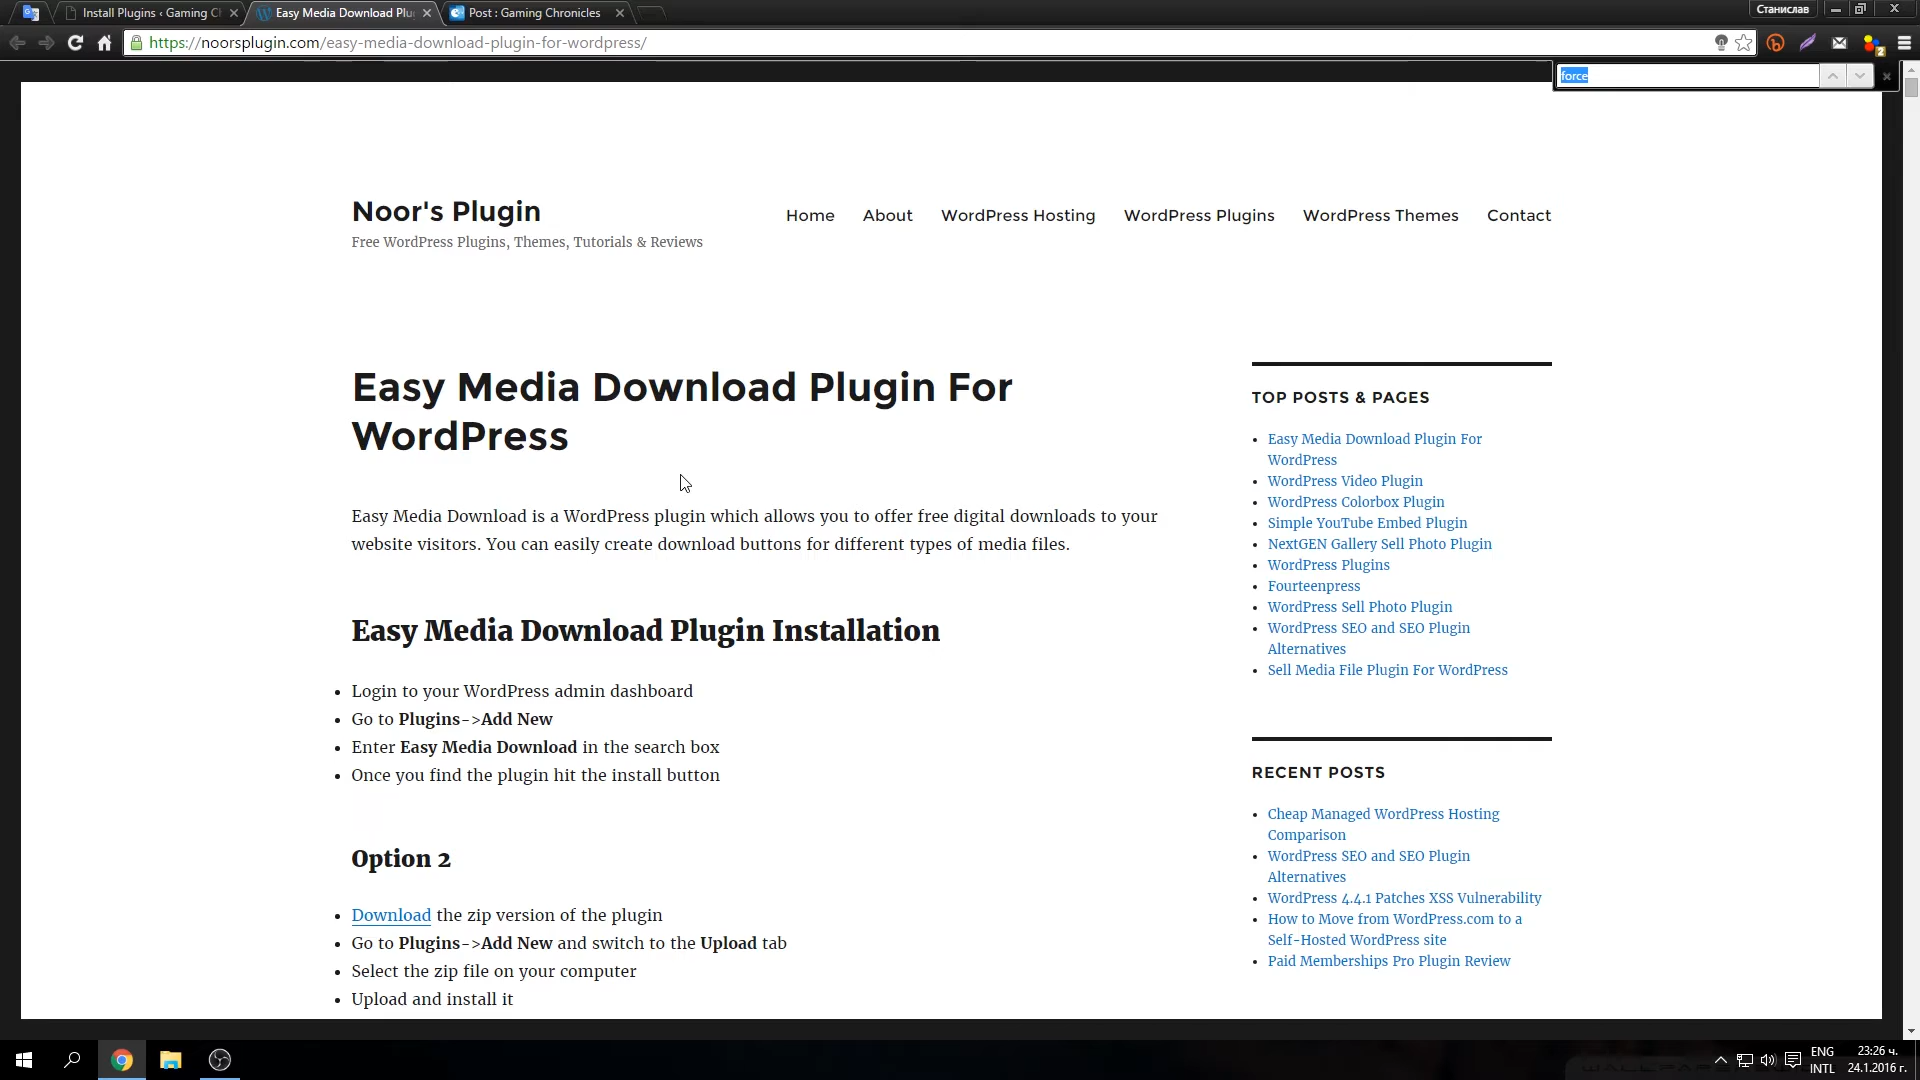 Install Plugins ‹ Gaming Ch
Easy Media Download Plu
Post : Gaming Chronicles
Станислав
https://noorsplugin.com/easy-media-download-plugin-for-wordpress/
2
force
Noor's Plugin
Free WordPress Plugins, Themes, Tutorials & Reviews
Home
About
WordPress Hosting
WordPress Plugins
WordPress Themes
Contact
Easy Media Download Plugin For
WordPress
Easy Media Download is a WordPress plugin which allows you to offer free digital downloads to your
website visitors. You can easily create download buttons for different types of media files.
Easy Media Download Plugin Installation
• Login to your WordPress admin dashboard
• Go to Plugins->Add New
• Enter Easy Media Download in the search box
• Once you find the plugin hit the install button
Option 2
• Download the zip version of the plugin
• Go to Plugins->Add New and switch to the Upload tab
• Select the zip file on your computer
• Upload and install it
TOP POSTS & PAGES
• Easy Media Download Plugin For
WordPress
• WordPress Video Plugin
• WordPress Colorbox Plugin
• Simple YouTube Embed Plugin
• NextGEN Gallery Sell Photo Plugin
• WordPress Plugins
• Fourteenpress
• WordPress Sell Photo Plugin
• WordPress SEO and SEO Plugin
Alternatives
• Sell Media File Plugin For WordPress
RECENT POSTS
• Cheap Managed WordPress Hosting
Comparison
• WordPress SEO and SEO Plugin
Alternatives
• WordPress 4.4.1 Patches XSS Vulnerability
• How to Move from WordPress.com to a
Self-Hosted WordPress site
• Paid Memberships Pro Plugin Review
ENG
INTL
23:26 ч.
24.1.2016 г.